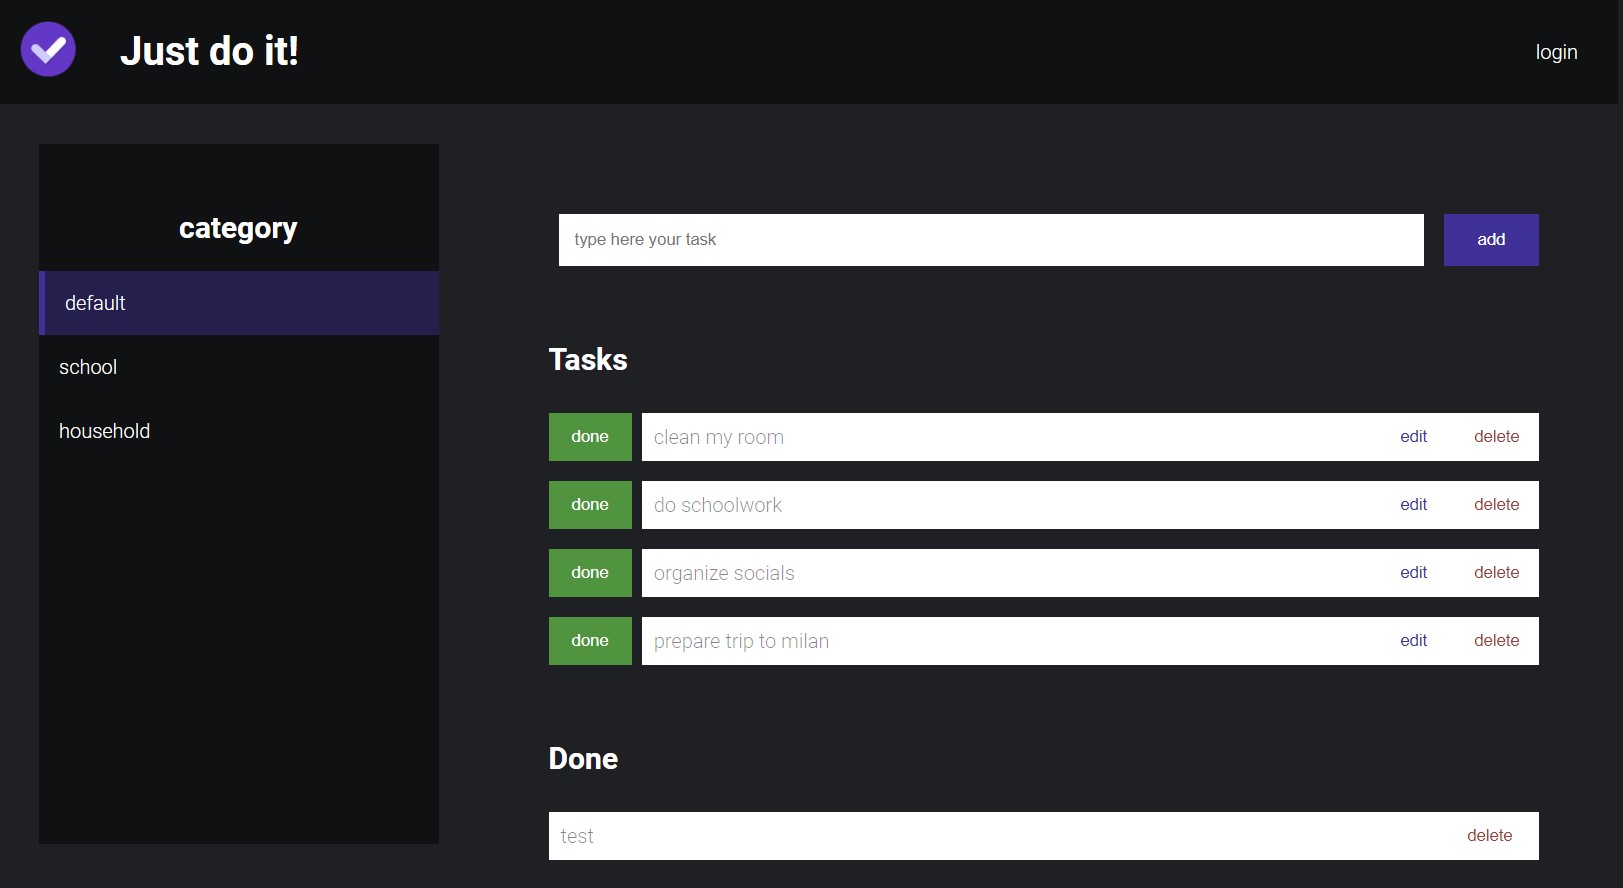 Just do it!
login
category
default
school
household
type here your task
add
Tasks
done clean my room edit delete
done do schoolwork edit delete
done organize socials edit delete
done prepare trip to milan edit delete
Done
test delete